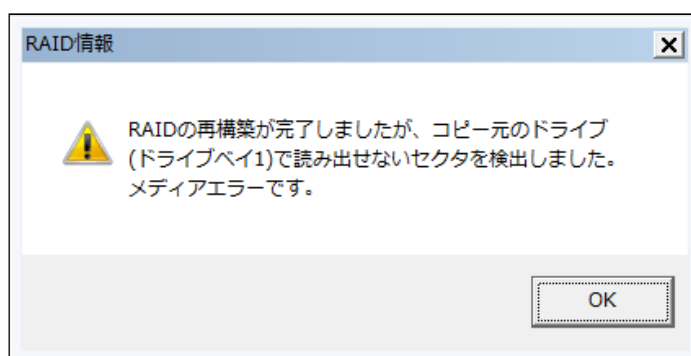 RAID情報
RAIDの再構築が完了しましたが、コピー元のドライブ
(ドライブベイ1)で読み出せないセクタを検出しました。
メディアエラーです。
OK